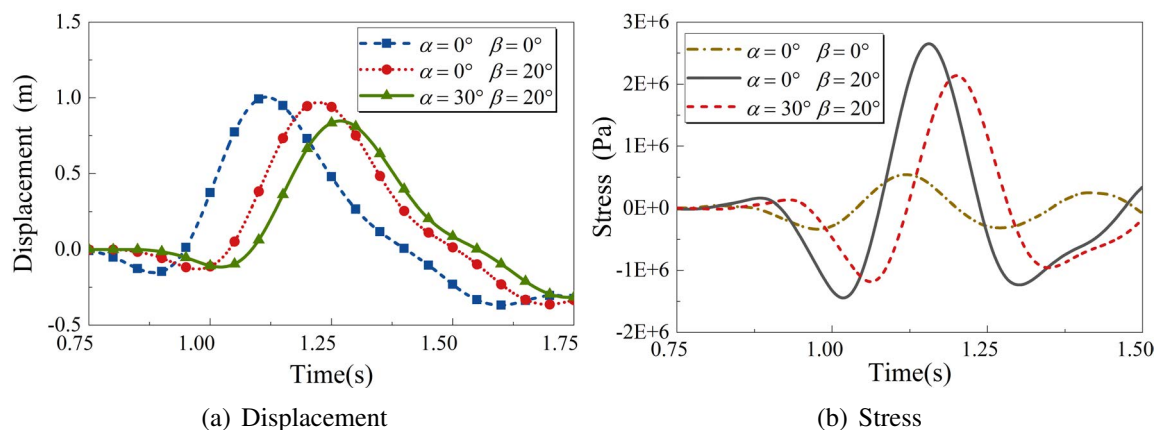 1.5
1.0
0.5
0.0
-0.5
Displacement (m)
α = 0° β = 0°
α = 0° β = 20°
α = 30° β = 20°
0.75 1.00 1.25 1.50 1.75
Time(s)
(a) Displacement
3E+6
2E+6
1E+6
0E+0
-1E+6
-2E+6
Stress (Pa)
α = 0° β = 0°
α = 0° β = 20°
α = 30° β = 20°
0.75 1.00 1.25 1.50
Time(s)
(b) Stress